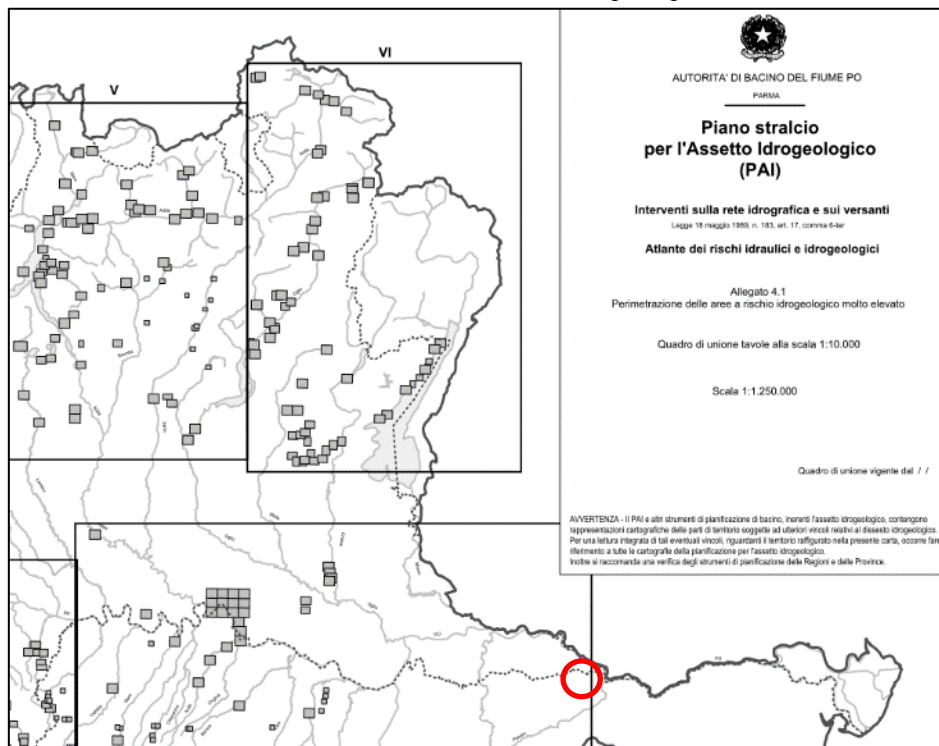 VI
V
AUTORITA' DI BACINO DEL FIUME PO
PARMA
Piano stralcio
per l'Assetto Idrogeologico
(PAI)
Interventi sulla rete idrografica e sui versanti
Legge 18 maggio 1989, n. 183, art. 17, comma 6-ter
Atlante dei rischi idraulici e idrogeologici
Allegato 4.1
Perimetrazione delle aree a rischio idrogeologico molto elevato
Quadro di unione tavole alla scala 1:10.000
Scala 1:1.250.000
Quadro di unione vigente dal / /
AVVERTENZA - Il PAI e altri strumenti di pianificazione di bacino, inerenti l'assetto idrogeologico, contengono
rappresentazioni cartografiche delle parti di territorio soggette ad ulteriori vincoli relativi al dissesto idrogeologico.
Per una lettura integrata di tali eventuali vincoli, riguardanti il territorio raffigurato nella presente carta, occorre fare
riferimento a tutte le cartografie della pianificazione per l'assetto idrogeologico.
Inoltre si raccomanda una verifica degli strumenti di pianificazione delle Regioni e delle Province.
Adda
Oglio
Oglio
Oglio
PO
PO